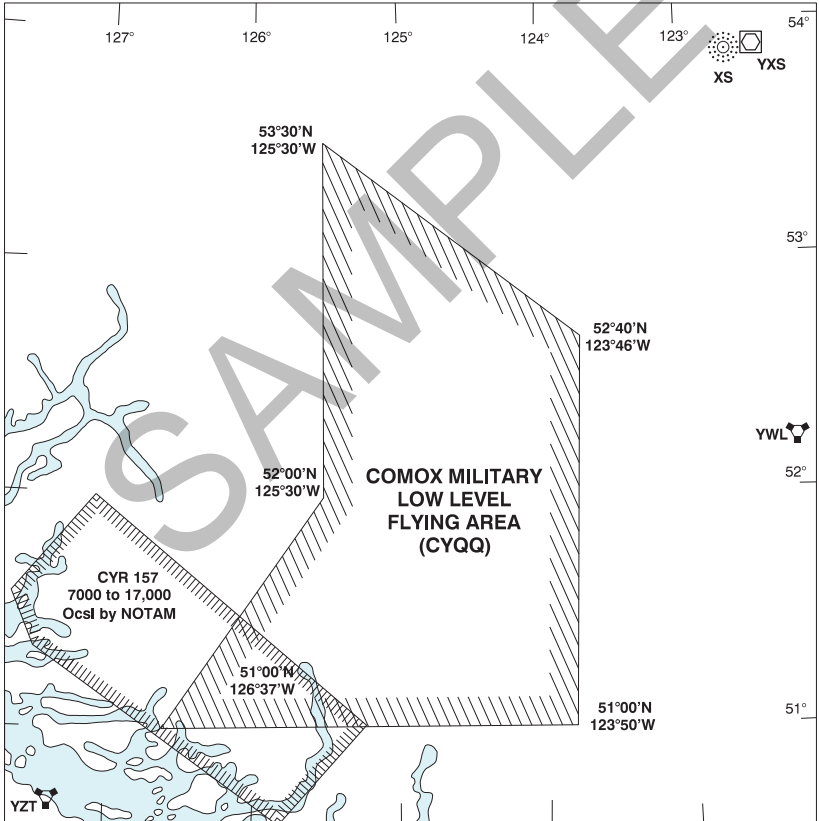 127°
126°
125°
124°
123°
54°
XS
YXS
53°30'N
125°30'W
53°
52°40'N
123°46'W
YWL
52°
52°00'N
125°30'W
COMOX MILITARY
LOW LEVEL
FLYING AREA
(CYQQ)
CYR 157
7000 to 17,000
Ocsl by NOTAM
51°00'N
126°37'W
51°00'N
123°50'W
51°
YZT
SAMPLE